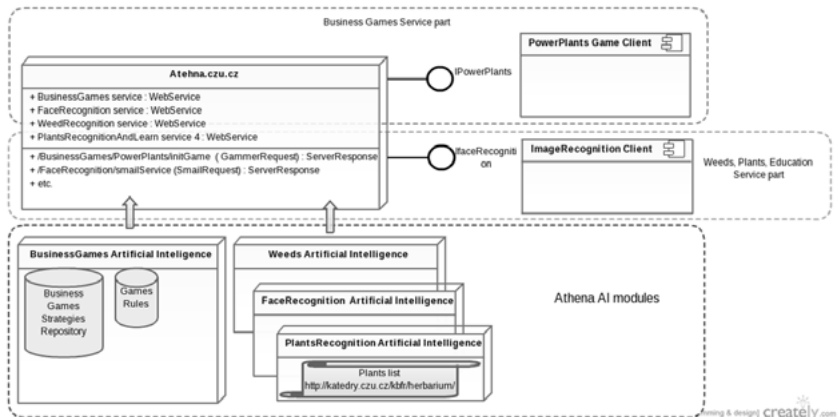 Business Games Service part
Atehna.czu.cz
+ BusinessGames service : WebService
+ FaceRecognition service : WebService
+ WeedRecognition service : WebService
+ PlantsRecognitionAndLearn service 4 : WebService
+ /BusinessGames/PowerPlants/initGame ( GammerRequest) : ServerResponse
+ /FaceRecognition/smailService (SmailRequest) : ServerResponse
+ etc.
IPowerPlants
PowerPlants Game Client
IfaceRecogniti
on
ImageRecognition Client
Weeds, Plants, Education
Service part
BusinessGames Artificial Inteligence
Business
Games
Strategies
Repository
Games
Rules
Weeds Artificial Intelligence
FaceRecognition Artificial Intelligence
PlantsRecognition Artificial Intelligence
Plants list
http://katedry.czu.cz/kbfr/herbarium/
Athena AI modules
& design] creately.com